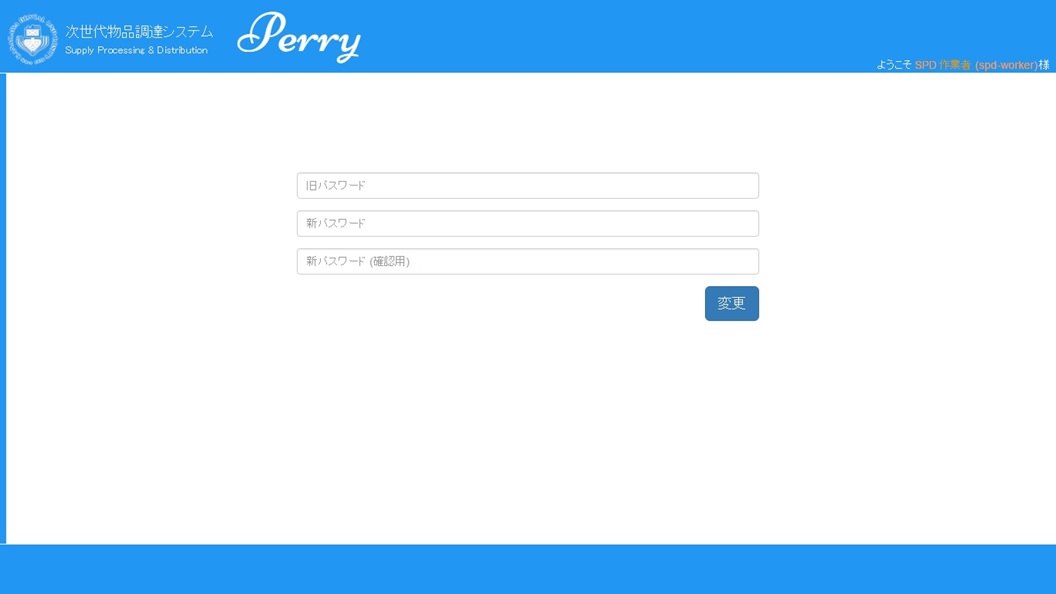 次世代物品調達システム
Supply Processing & Distribution
Perry
ようこそ SPD 作業者 (spd-worker)様
旧パスワード
新パスワード
新パスワード (確認用)
変更